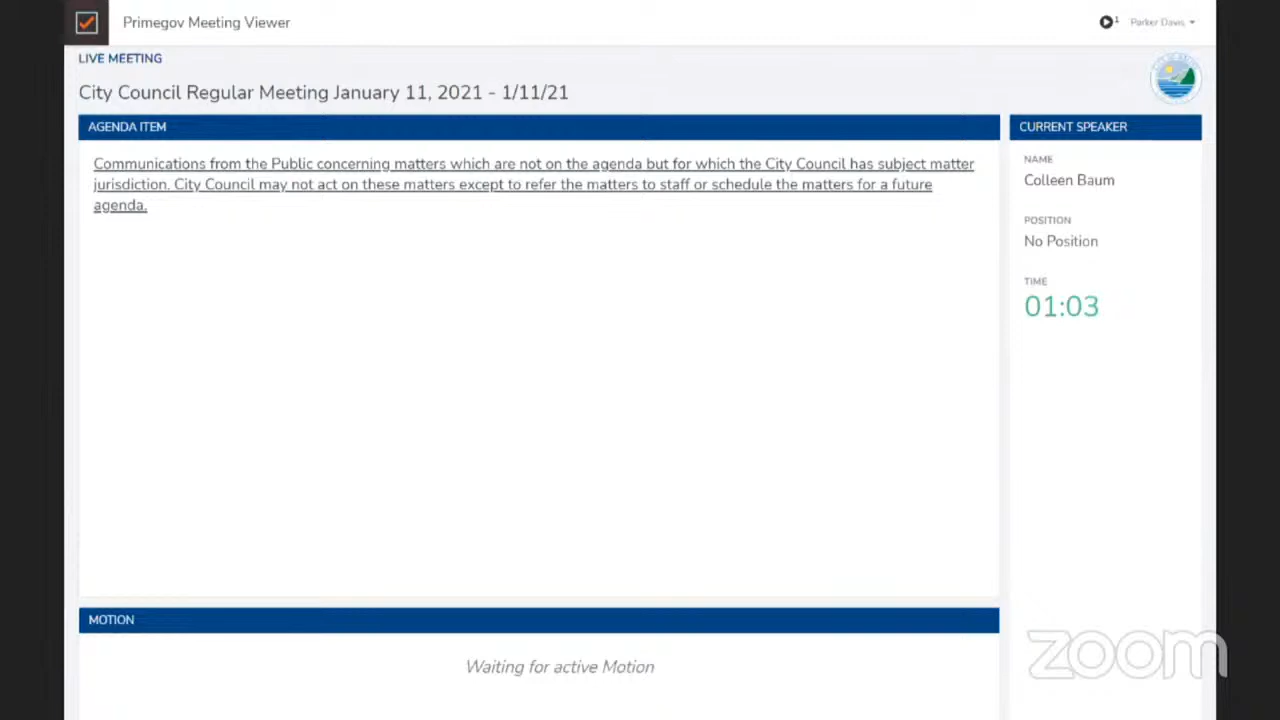 Primegov Meeting Viewer
1
Parker Davis
LIVE MEETING
City Council Regular Meeting January 11, 2021 - 1/11/21
AGENDA ITEM
Communications from the Public concerning matters which are not on the agenda but for which the City Council has subject matter
jurisdiction. City Council may not act on these matters except to refer the matters to staff or schedule the matters for a future
agenda.
CURRENT SPEAKER
NAME
Colleen Baum
POSITION
No Position
TIME
01:03
MOTION
Waiting for active Motion
zoom